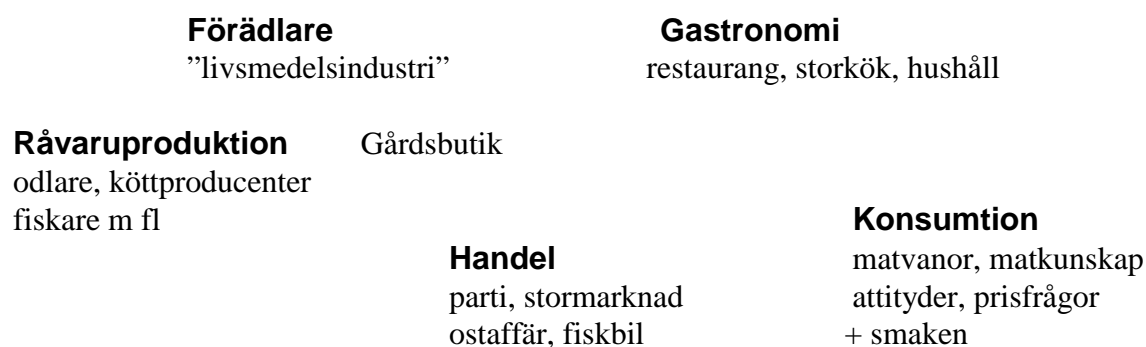 Förädlare
”livsmedelsindustri”
Gastronomi
restaurang, storkök, hushåll
Råvaruproduktion
odlare, köttproducenter
fiskare m fl
Gårdsbutik
Handel
parti, stormarknad
ostaffär, fiskbil
Konsumtion
matvanor, matkunskap
attityder, prisfrågor
+ smaken